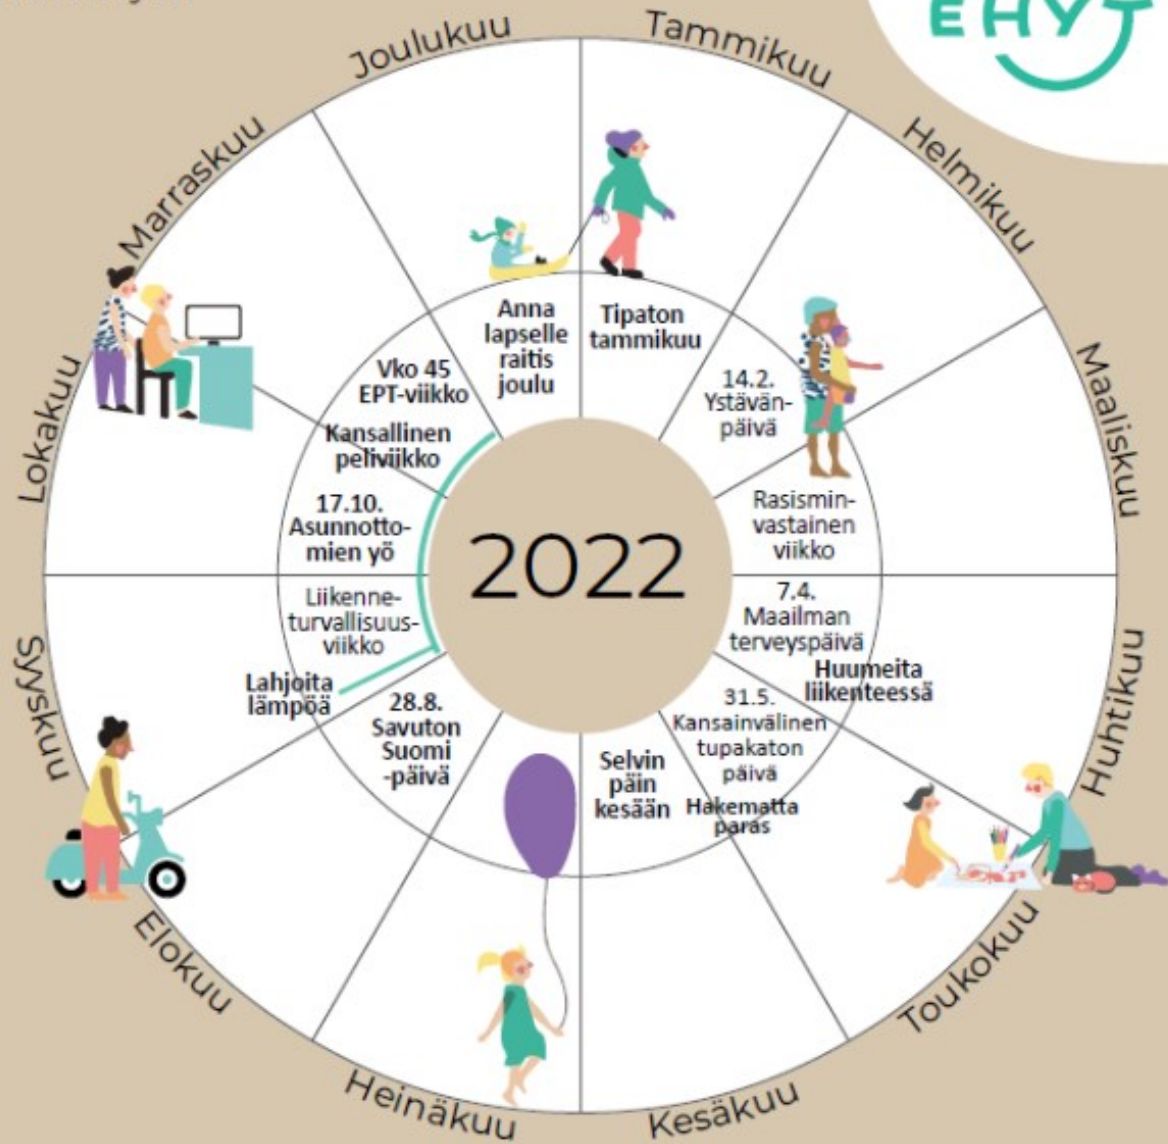 EHYT
Tammikuu
Helmikuu
Maaliskuu
Huhtikuu
Toukokuu
Kesäkuu
Heinäkuu
Elokuu
Syyskuu
Lokakuu
Marraskuu
Joulukuu
Tipaton
tammikuu
14.2.
Ystävän-
päivä
Rasismin-
vastainen
viikko
7.4.
Maailman
terveyspäivä
Huumeita
liikenteessä
31.5.
Kansainvälinen
tupakaton
päivä
Hakematta
paras
Selvin
päin
kesään
28.8.
Savuton
Suomi
-päivä
Lahjoita
lämpöä
Liikenne-
turvallisuus-
viikko
17.10.
Asunnotto-
mien yö
Kansallinen
peliviikko
Vko 45
EPT-viikko
Anna
lapselle
raitis
joulu
2022